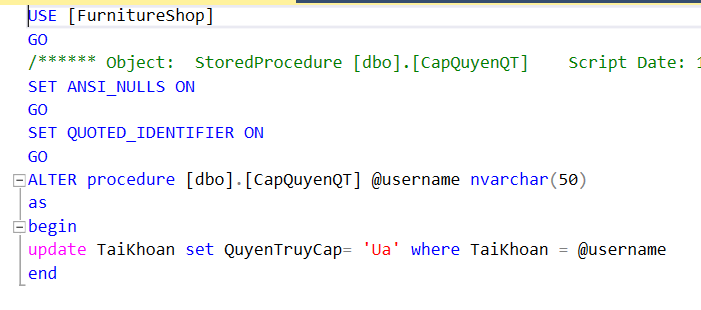 USE [FurnitureShop]
GO
/****** Object:  StoredProcedure [dbo].[CapQuyenQT]    Script Date: 1
SET ANSI_NULLS ON
GO
SET QUOTED_IDENTIFIER ON
GO
ALTER procedure [dbo].[CapQuyenQT] @username nvarchar(50)
as
begin
update TaiKhoan set QuyenTruyCap= 'Ua' where TaiKhoan = @username
end